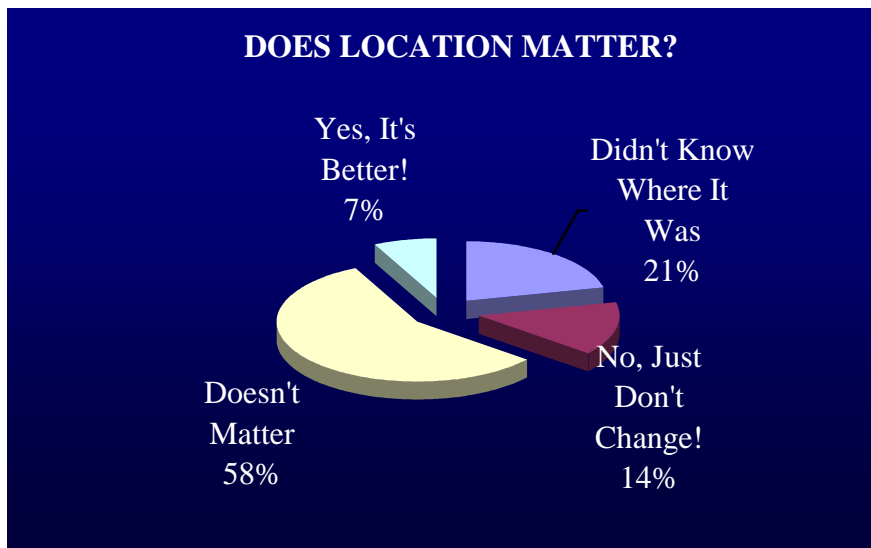 DOES LOCATION MATTER?
Yes, It's
Better!
7%
Didn't Know
Where It
Was
21%
No, Just
Don't
Change!
14%
Doesn't
Matter
58%